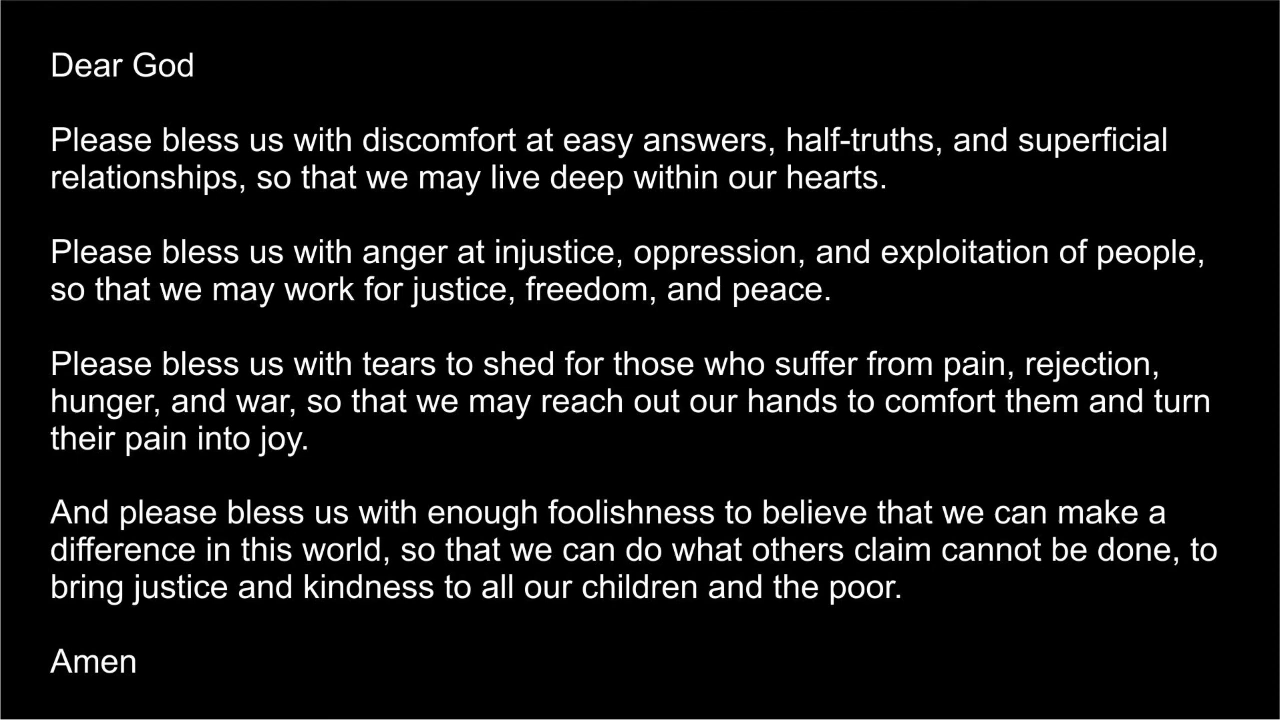 Dear God
Please bless us with discomfort at easy answers, half-truths, and superficial
relationships, so that we may live deep within our hearts.
Please bless us with anger at injustice, oppression, and exploitation of people,
so that we may work for justice, freedom, and peace.
Please bless us with tears to shed for those who suffer from pain, rejection,
hunger, and war, so that we may reach out our hands to comfort them and turn
their pain into joy.
And please bless us with enough foolishness to believe that we can make a
difference in this world, so that we can do what others claim cannot be done, to
bring justice and kindness to all our children and the poor.
Amen